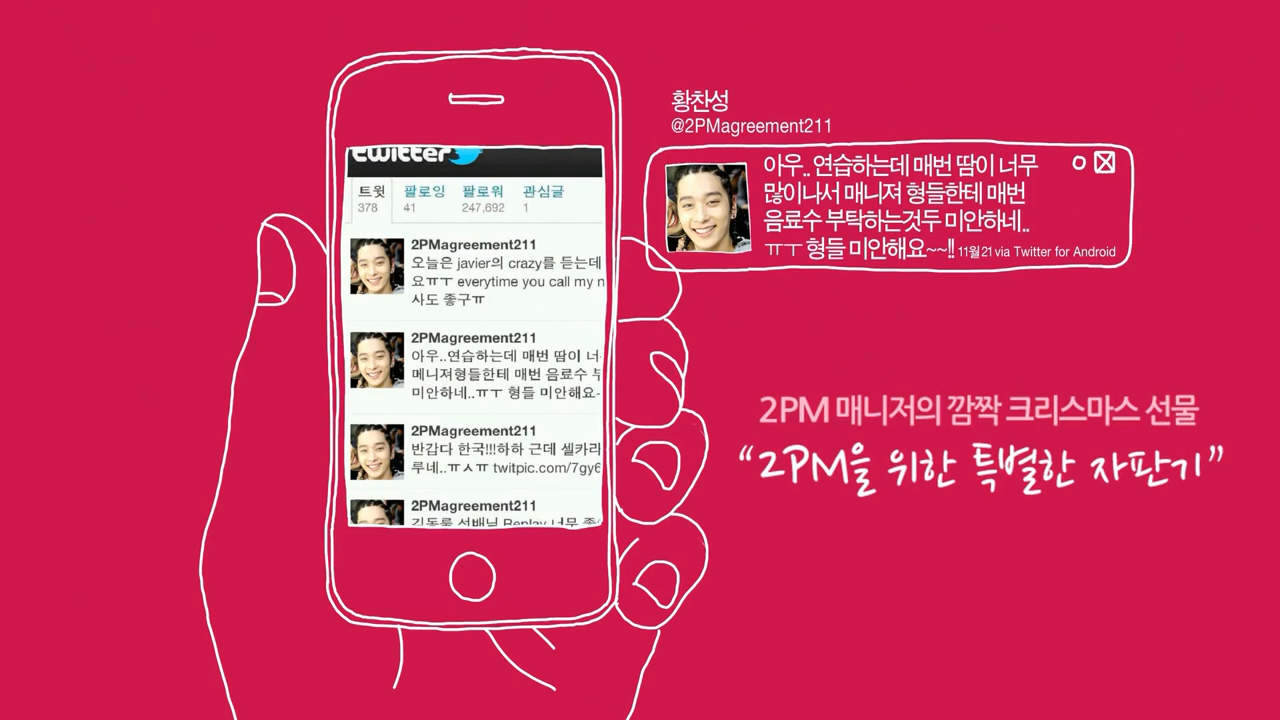 twitter
트윗 팔로잉 팔로워 관심글
378 41 247,692 1
2PMagreement211
오늘은 javier의 crazy를 듣는데
요ㅠㅜ everytime you call my n
사도 좋구ㅠ
2PMagreement211
아우..연습하는데 매번 땀이 너
메니져형들한테 매번 음료수 부
미안하네..ㅠㅜ 형들 미안해요~
2PMagreement211
반갑다 한국!!!하하 근데 셀카라
루네..ㅠㅅㅠ twitpic.com/7gy6
2PMagreement211
Replay 너무
황찬성
@2PMagreement211
아우.. 연습하는데 매번 땀이 너무
많이나서 매니져 형들한테 매번
음료수 부탁하는것두 미안하네..
ㅠㅜ 형들 미안해요~~!! 11월 21 via Twitter for Android
2PM 매니저의 깜짝 크리스마스 선물
“2PM을 위한 특별한 자판기”